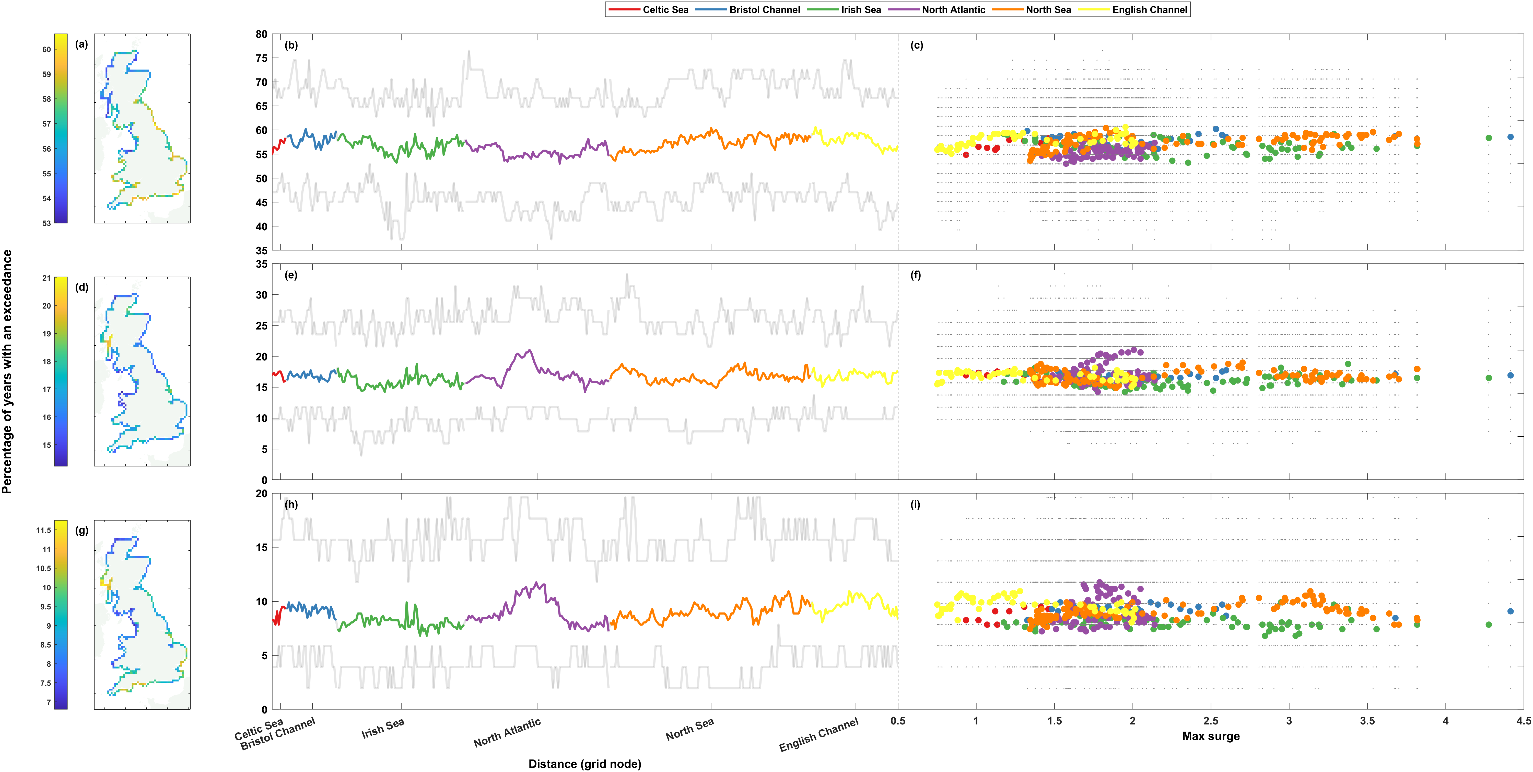 Celtic Sea Bristol Channel Irish Sea North Atlantic North Sea English Channel
Percentage of years with an exceedance
(a)
60
59
58
57
56
55
54
53
(b)
80
75
70
65
60
55
50
45
40
35
(c)
(d)
21
20
19
18
17
16
15
(e)
35
30
25
20
15
10
5
0
(f)
(g)
11.5
11
10.5
10
9.5
9
8.5
8
7.5
7
(h)
20
15
10
5
0
(i)
Celtic Sea
Bristol Channel
Irish Sea
North Atlantic
North Sea
English Channel
0.5 1 1.5 2 2.5 3 3.5 4 4.5
Distance (grid node)
Max surge